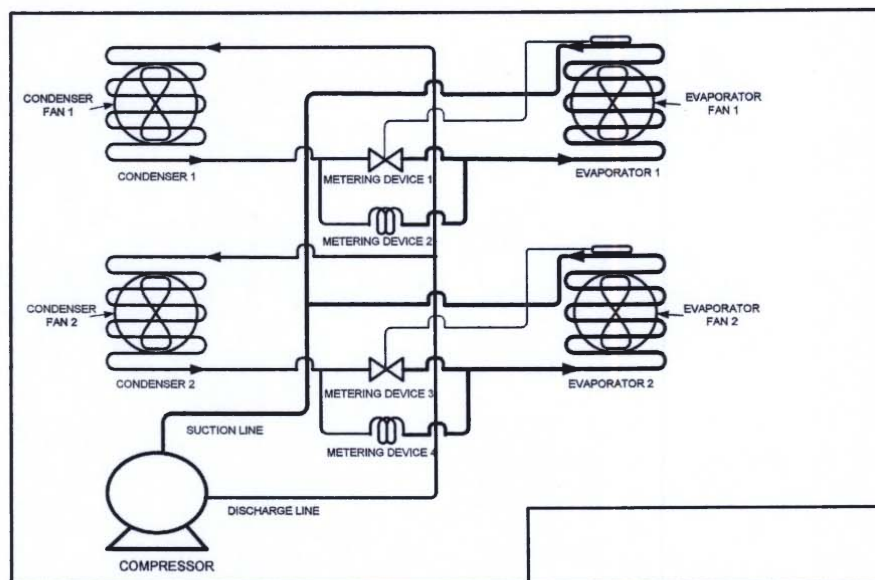 CONDENSER
FAN 1
EVAPORATOR
FAN 1
CONDENSER 1
METERING DEVICE 1
EVAPORATOR 1
METERING DEVICE 2
CONDENSER
FAN 2
EVAPORATOR
FAN 2
CONDENSER 2
METERING DEVICE 3
EVAPORATOR 2
SUCTION LINE
METERING DEVICE 4
DISCHARGE LINE
COMPRESSOR